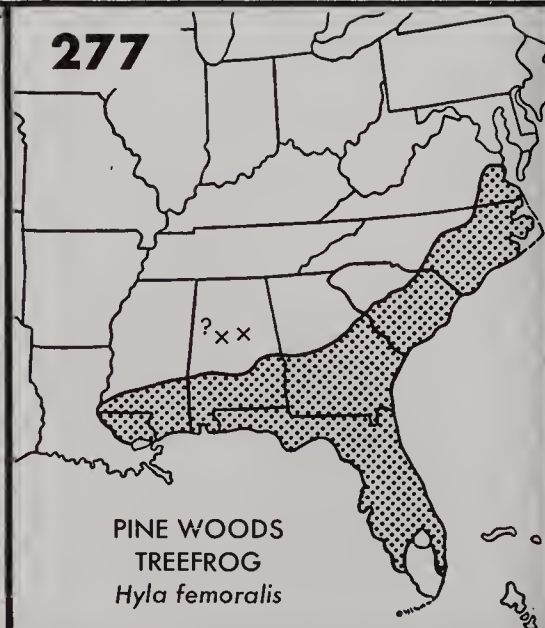 277
? x x
PINE WOODS
TREEFROG
Hyla femoralis